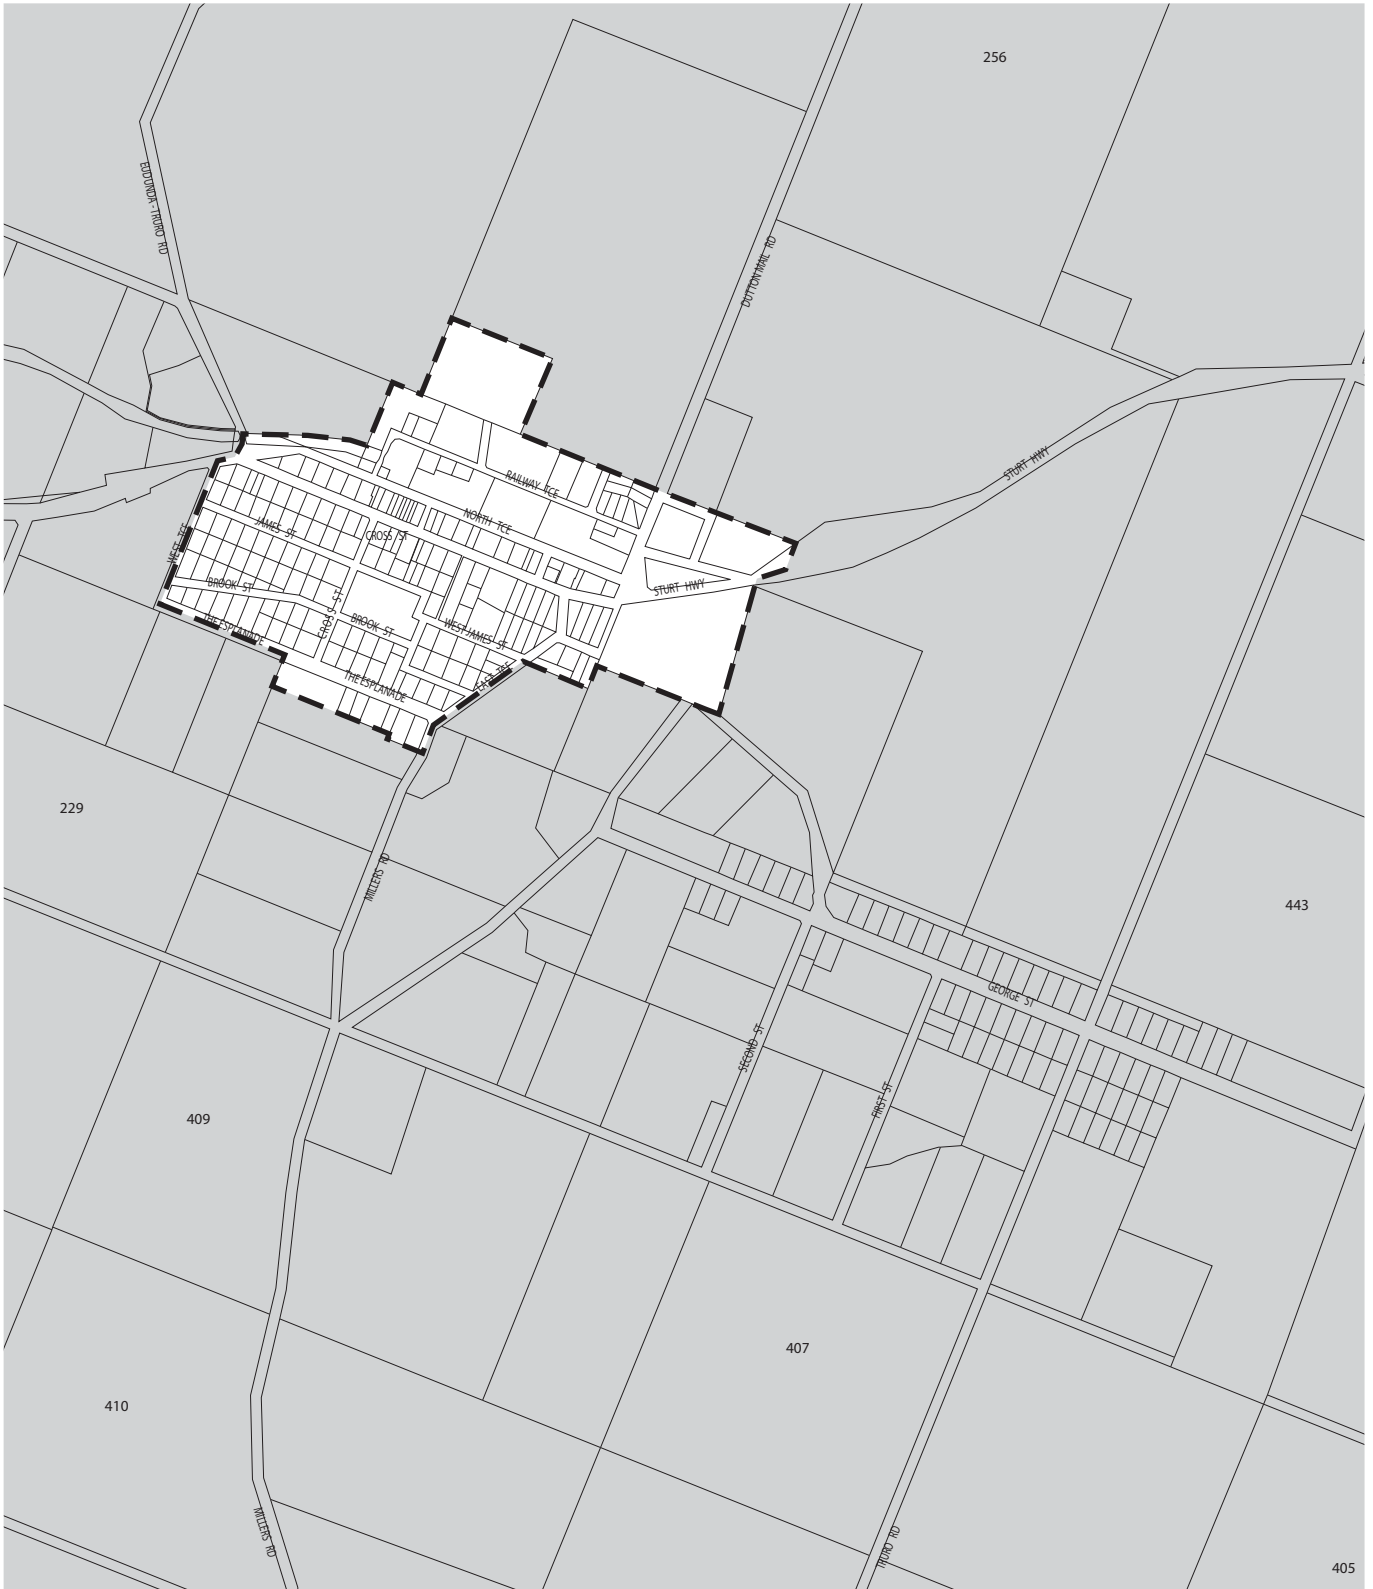 256
EUDUNDA - TRURO RD
DUTTON MAIL RD
STURT HWY
RAILWAY TCE
NORTH TCE
JAMES ST
CROSS ST
WEST TCE
BROOK ST
STURT HWY
CROSS ST
BROOK ST
WEST JAMES ST
THE ESPLANADE
EAST TCE
THE ESPLANADE
229
MILLERS RD
443
GEORGE ST
SECOND ST
FIRST ST
409
407
410
MILLERS RD
TRURO RD
405